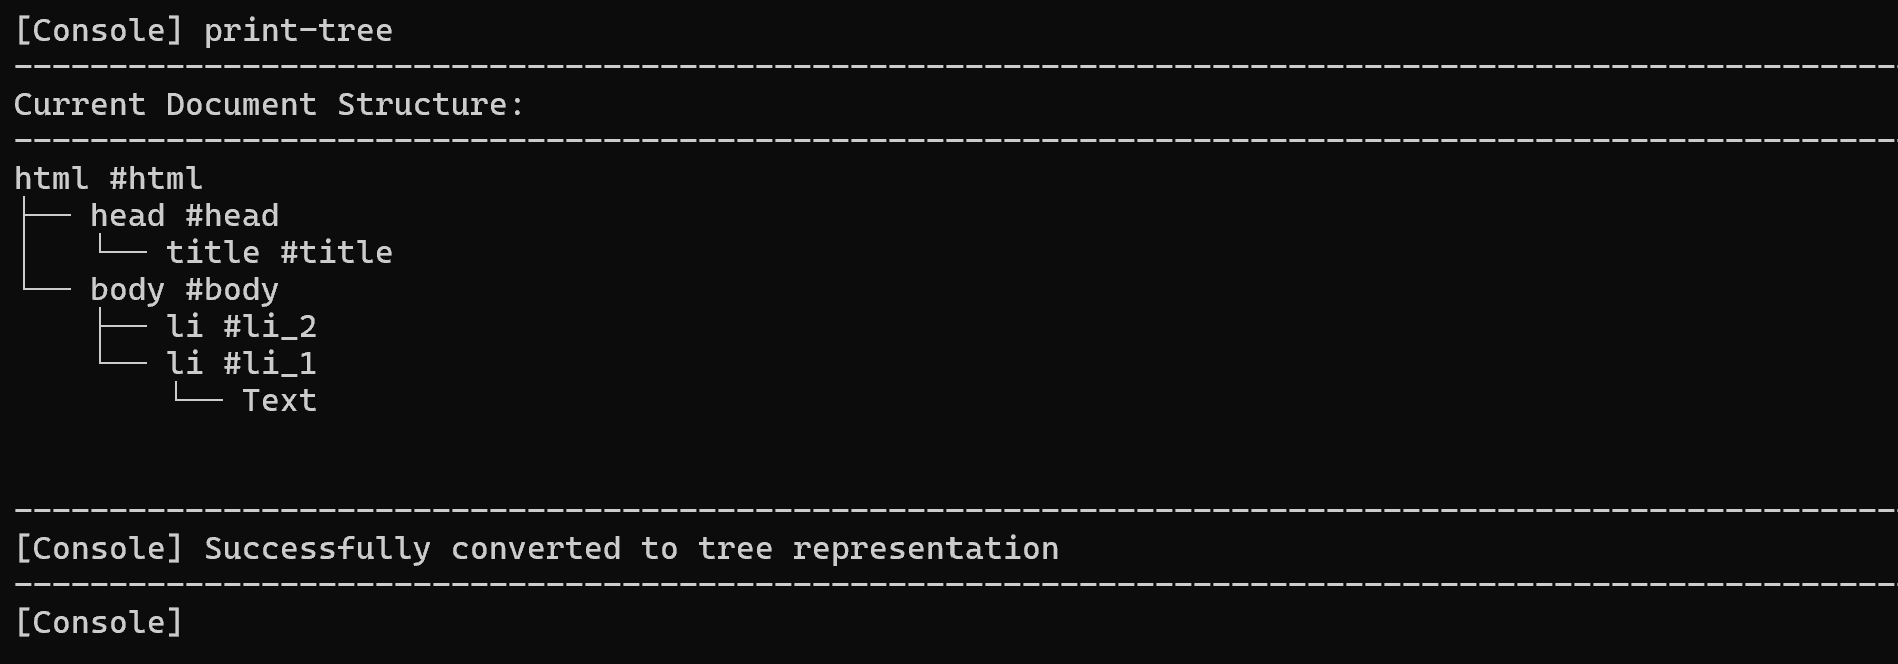 [Console] print-tree
----------------------------------------------------------------------------------------------------
Current Document Structure:
----------------------------------------------------------------------------------------------------
html #html
├── head #head
│   └── title #title
└── body #body
    ├── li #li_2
    └── li #li_1
        └── Text
----------------------------------------------------------------------------------------------------
[Console] Successfully converted to tree representation
----------------------------------------------------------------------------------------------------
[Console]